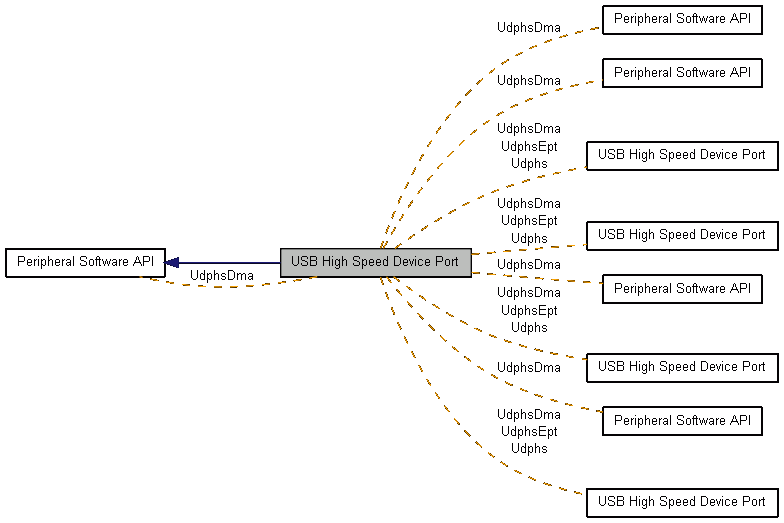 Peripheral Software API
UdphsDma
Peripheral Software API
UdphsDma
UdphsDma
UdphsEpt
Udphs
USB High Speed Device Port
UdphsDma
UdphsEpt
Udphs
USB High Speed Device Port
Peripheral Software API
USB High Speed Device Port
UdphsDma
UdphsDma
Peripheral Software API
UdphsDma
UdphsEpt
Udphs
USB High Speed Device Port
UdphsDma
Peripheral Software API
UdphsDma
UdphsEpt
Udphs
USB High Speed Device Port